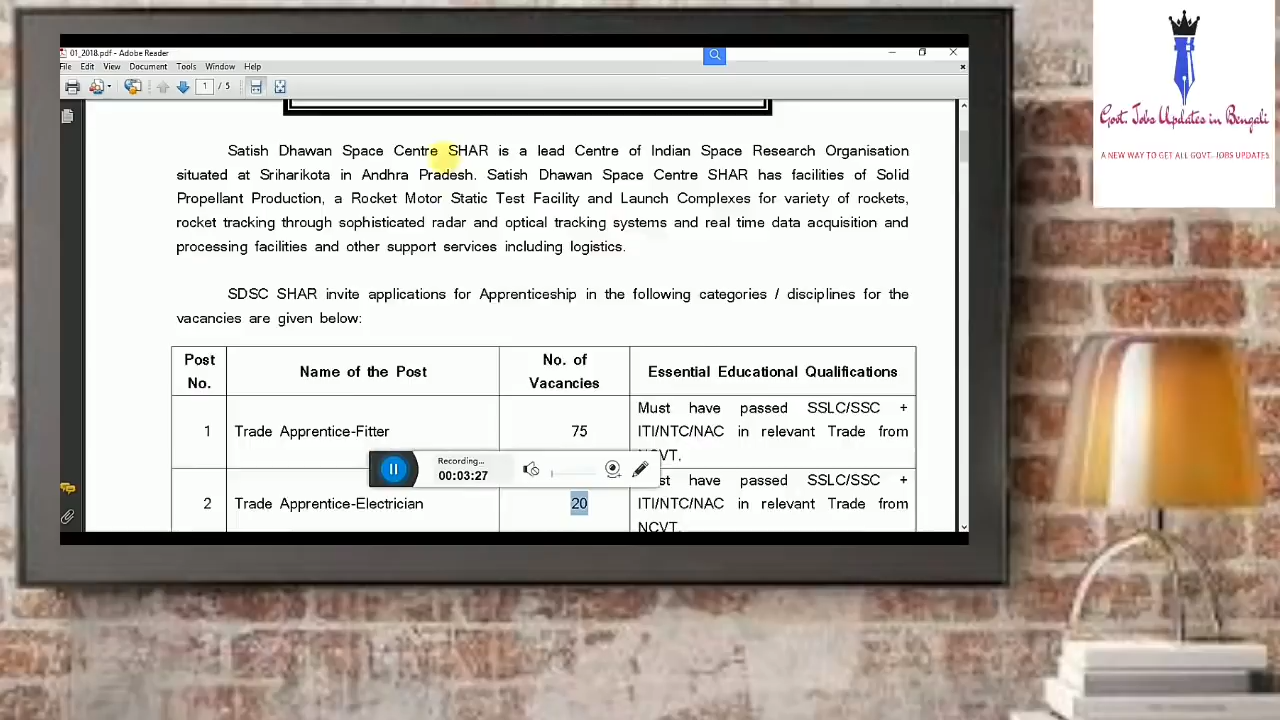 01_2018.pdf - Adobe Reader
File Edit View Document Tools Window Help
1 / 5
Satish Dhawan Space Centre SHAR is a lead Centre of Indian Space Research Organisation
situated at Sriharikota in Andhra Pradesh. Satish Dhawan Space Centre SHAR has facilities of Solid
Propellant Production, a Rocket Motor Static Test Facility and Launch Complexes for variety of rockets,
rocket tracking through sophisticated radar and optical tracking systems and real time data acquisition and
processing facilities and other support services including logistics.
SDSC SHAR invite applications for Apprenticeship in the following categories / disciplines for the
vacancies are given below:
Post No. Name of the Post No. of Vacancies Essential Educational Qualifications
1 Trade Apprentice-Fitter 75 Must have passed SSLC/SSC +
ITI/NTC/NAC in relevant Trade from
NCVT.
Recording...
00:03:27
2 Trade Apprentice-Electrician 20 have passed SSLC/SSC +
ITI/NTC/NAC in relevant Trade from
NCVT.
Govt. Jobs Updates in Bengali
A NEW WAY TO GET ALL GOVT.-JOBS UPDATES